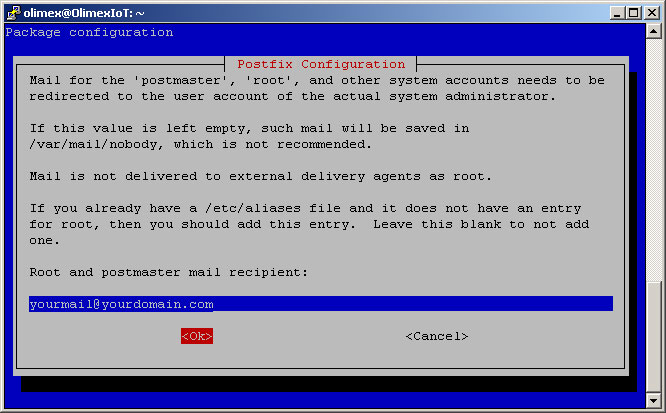 olimex@OlimexIoT: ~
Package configuration
Postfix Configuration
Mail for the 'postmaster', 'root', and other system accounts needs to be
redirected to the user account of the actual system administrator.
If this value is left empty, such mail will be saved in
/var/mail/nobody, which is not recommended.
Mail is not delivered to external delivery agents as root.
If you already have a /etc/aliases file and it does not have an entry
for root, then you should add this entry.  Leave this blank to not add
one.
Root and postmaster mail recipient:
yourmail@yourdomain.com
<Ok> <Cancel>